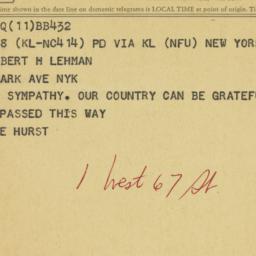 me shown in the date line on domestic telegrams is LOCAL TIME at point of origin. Ti
Q(11)BB432
8 (KL-NC414) PD VIA KL (NFU) NEW YOR
BERT H LEHMAN
ARK AVE NYK
SYMPATHY. OUR COUNTRY CAN BE GRATEF
PASSED THIS WAY
E HURST
1 West 67 St.